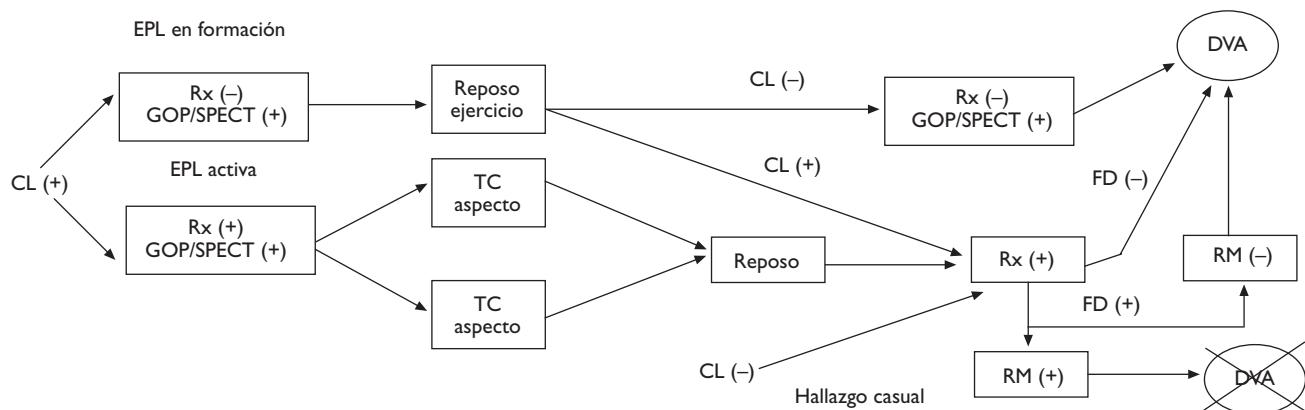 EPL en formación
DVA
Rx (–)
GOP/SPECT (+)
Reposo
ejercicio
CL (–)
Rx (–)
GOP/SPECT (+)
CL (+)
EPL activa
CL (+)
FD (–)
Rx (+)
GOP/SPECT (+)
TC
aspecto
Reposo
Rx (+)
RM (–)
TC
aspecto
FD (+)
CL (–)
Hallazgo casual
RM (+)
DVA